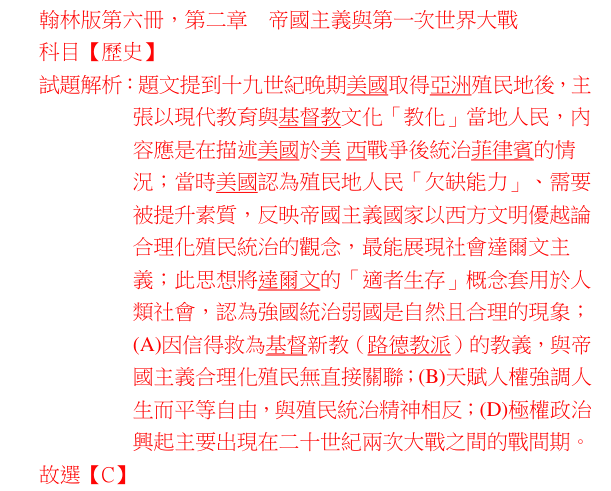 翰林版第六冊，第二章　帝國主義與第一次世界大戰
科目【歷史】
試題解析：題文提到十九世紀晚期美國取得亞洲殖民地後，主
張以現代教育與基督教文化「教化」當地人民，內
容應是在描述美國於美 西戰爭後統治菲律賓的情
況；當時美國認為殖民地人民「欠缺能力」、需要
被提升素質，反映帝國主義國家以西方文明優越論
合理化殖民統治的觀念，最能展現社會達爾文主
義；此思想將達爾文的「適者生存」概念套用於人
類社會，認為強國統治弱國是自然且合理的現象；
(A)因信得救為基督新教（路德教派）的教義，與帝
國主義合理化殖民無直接關聯；(B)天賦人權強調人
生而平等自由，與殖民統治精神相反；(D)極權政治
興起主要出現在二十世紀兩次大戰之間的戰間期。
故選【C】